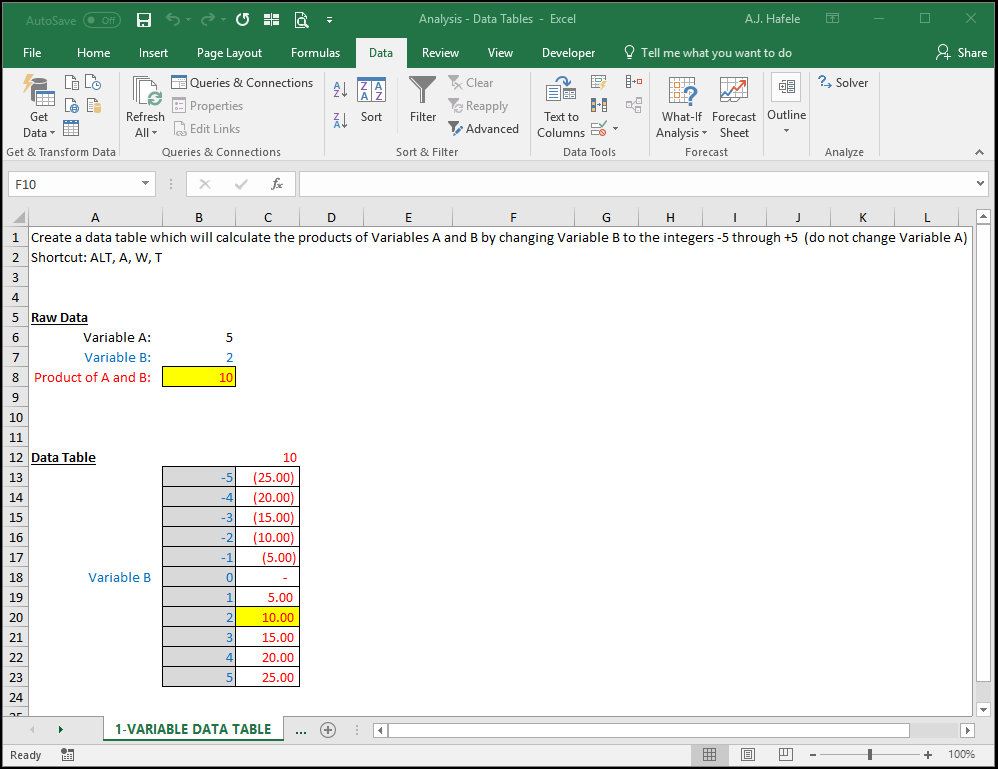 AutoSave Off Analysis - Data Tables - Excel A.J. Hafele
File Home Insert Page Layout Formulas Data Review View Developer Tell me what you want to do Share
Get Data
Refresh All
Queries & Connections
Properties
Edit Links
Sort
Filter
Clear
Reapply
Advanced
Text to Columns
What-If Analysis
Forecast Sheet
Outline
Solver
Get & Transform Data Queries & Connections Sort & Filter Data Tools Forecast Analyze
F10 fx
A B C D E F G H I J K L
1 Create a data table which will calculate the products of Variables A and B by changing Variable B to the integers -5 through +5 (do not change Variable A)
2 Shortcut: ALT, A, W, T
3
4
5 Raw Data
6 Variable A: 5
7 Variable B: 2
8 Product of A and B: 10
9
10
11
12 Data Table 10
13 -5 (25.00)
14 -4 (20.00)
15 -3 (15.00)
16 -2 (10.00)
17 -1 (5.00)
18 Variable B 0 -
19 1 5.00
20 2 10.00
21 3 15.00
22 4 20.00
23 5 25.00
24
25
1-VARIABLE DATA TABLE ...
Ready 100%